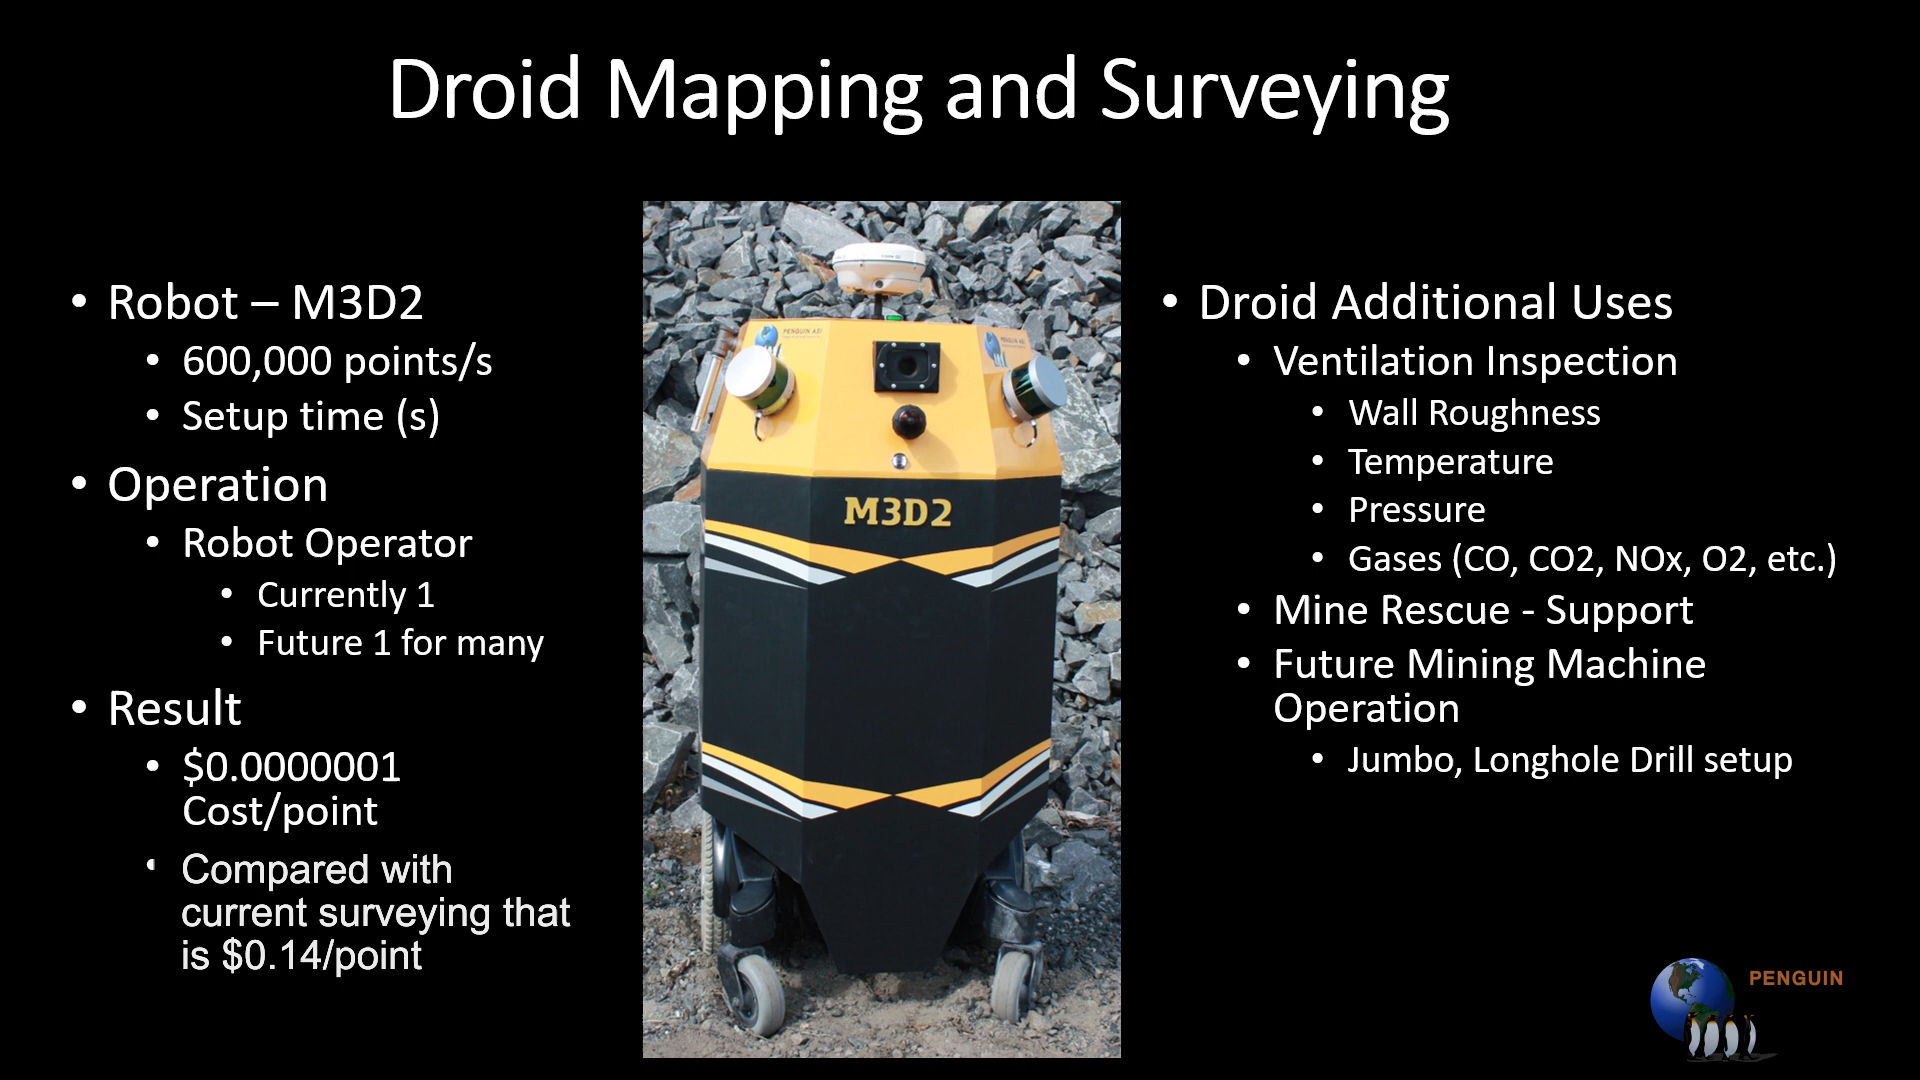 Droid Mapping and Surveying
• Robot – M3D2
• 600,000 points/s
• Setup time (s)
• Operation
• Robot Operator
• Currently 1
• Future 1 for many
• Result
• $0.0000001
Cost/point
• Compared with
current surveying that
is $0.14/point
PENGUIN ASI
M3D2
• Droid Additional Uses
• Ventilation Inspection
• Wall Roughness
• Temperature
• Pressure
• Gases (CO, CO2, NOx, O2, etc.)
• Mine Rescue - Support
• Future Mining Machine
Operation
• Jumbo, Longhole Drill setup
PENGUIN